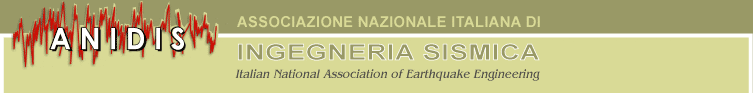 ANIDIS
ASSOCIAZIONE NAZIONALE ITALIANA DI
INGEGNERIA SISMICA
Italian National Association of Earthquake Engineering